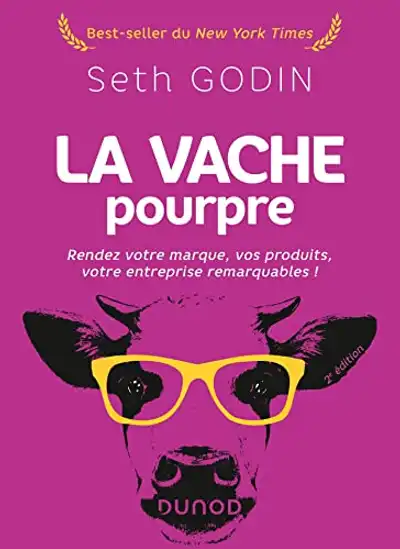 Best-seller du New York Times
Seth GODIN
LA VACHE
pourpre
Rendez votre marque, vos produits,
votre entreprise remarquables !
2e édition
DUNOD